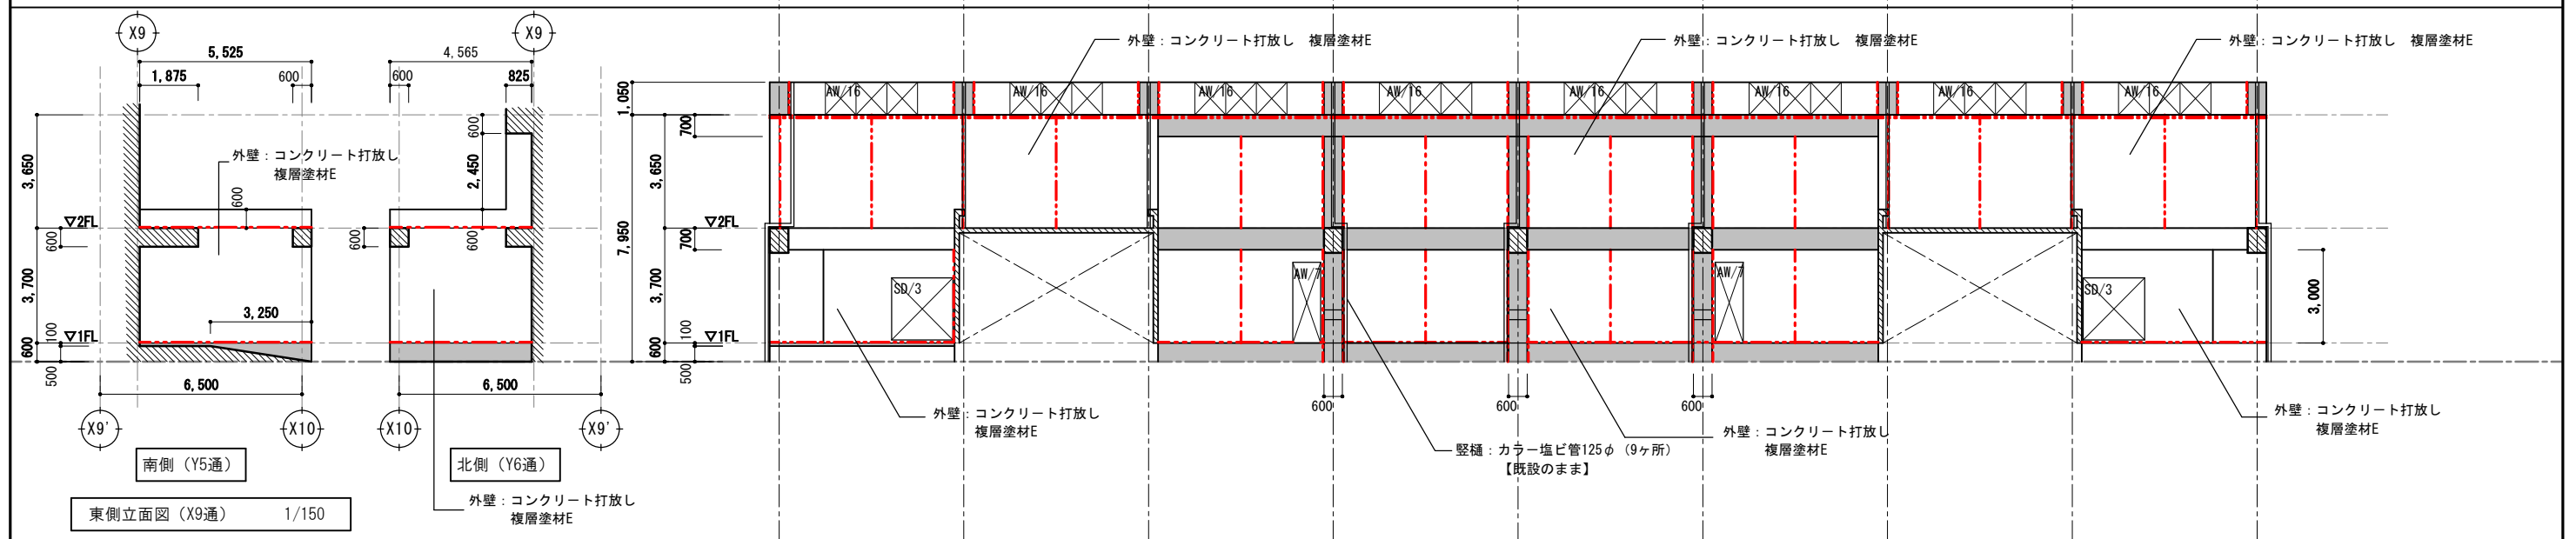 X9
X9
5,525
4,565
1,875
600
600
825
外壁：コンクリート打放し　複層塗材E
外壁：コンクリート打放し　複層塗材E
外壁：コンクリート打放し　複層塗材E
AW/16
AW/16
AW/16
AW/16
AW/16
AW/16
AW/16
AW/16
1,050
700
600
外壁：コンクリート打放し
複層塗材E
3,650
2,450
3,650
600
▽2FL
▽2FL
600
600
600
700
7,950
3,700
3,700
SD/3
AW/7
AW/7
SD/3
3,000
3,250
▽1FL
100
▽1FL
100
600
500
600
500
6,500
6,500
600
600
600
X9'
X10
X10
X9'
外壁：コンクリート打放し
複層塗材E
外壁：コンクリート打放し
複層塗材E
外壁：コンクリート打放し
複層塗材E
竪樋：カラー塩ビ管125φ（9ヶ所）
【既設のまま】
南側（Y5通）
北側（Y6通）
外壁：コンクリート打放し
複層塗材E
東側立面図（X9通）　1/150